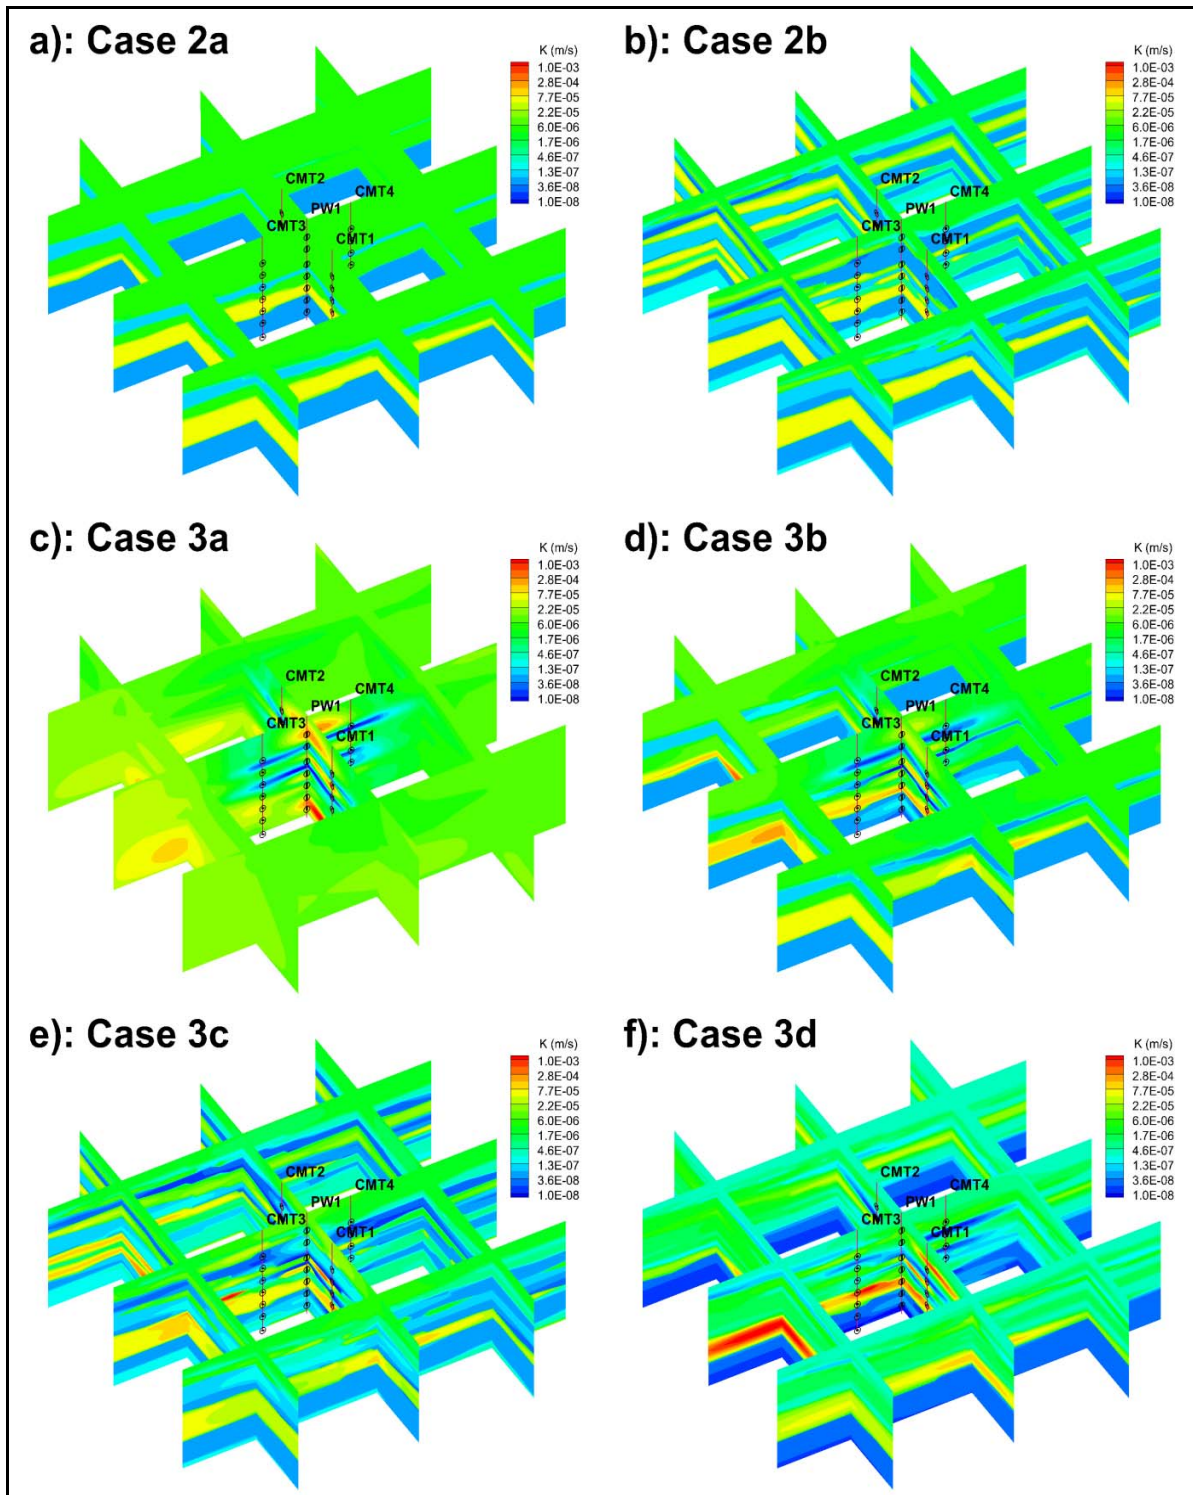 a): Case 2a
K (m/s)
1.0E-03
2.8E-04
7.7E-05
2.2E-05
6.0E-06
1.7E-06
4.6E-07
1.3E-07
3.6E-08
1.0E-08
CMT2
CMT4
PW1
CMT3
CMT1
b): Case 2b
K (m/s)
1.0E-03
2.8E-04
7.7E-05
2.2E-05
6.0E-06
1.7E-06
4.6E-07
1.3E-07
3.6E-08
1.0E-08
CMT2
CMT4
PW1
CMT3
CMT1
c): Case 3a
K (m/s)
1.0E-03
2.8E-04
7.7E-05
2.2E-05
6.0E-06
1.7E-06
4.6E-07
1.3E-07
3.6E-08
1.0E-08
CMT2
CMT4
PW1
CMT3
CMT1
d): Case 3b
K (m/s)
1.0E-03
2.8E-04
7.7E-05
2.2E-05
6.0E-06
1.7E-06
4.6E-07
1.3E-07
3.6E-08
1.0E-08
CMT2
CMT4
PW1
CMT3
CMT1
e): Case 3c
K (m/s)
1.0E-03
2.8E-04
7.7E-05
2.2E-05
6.0E-06
1.7E-06
4.6E-07
1.3E-07
3.6E-08
1.0E-08
CMT2
CMT4
PW1
CMT3
CMT1
f): Case 3d
K (m/s)
1.0E-03
2.8E-04
7.7E-05
2.2E-05
6.0E-06
1.7E-06
4.6E-07
1.3E-07
3.6E-08
1.0E-08
CMT2
CMT4
PW1
CMT3
CMT1